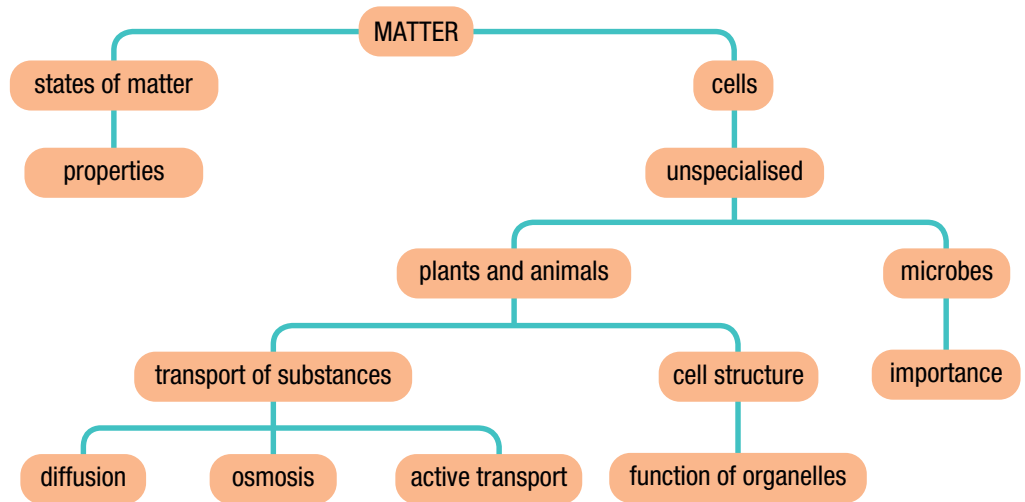 MATTER
states of matter
cells
properties
unspecialised
plants and animals
microbes
transport of substances
cell structure
importance
diffusion
osmosis
active transport
function of organelles